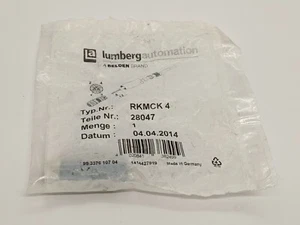 lumbergautomation
A BELDEN BRAND
Typ.Nr.: RKMCK 4
Teile Nr.: 28047
Menge : 1
Datum : 04.04.2014
Made in Germany